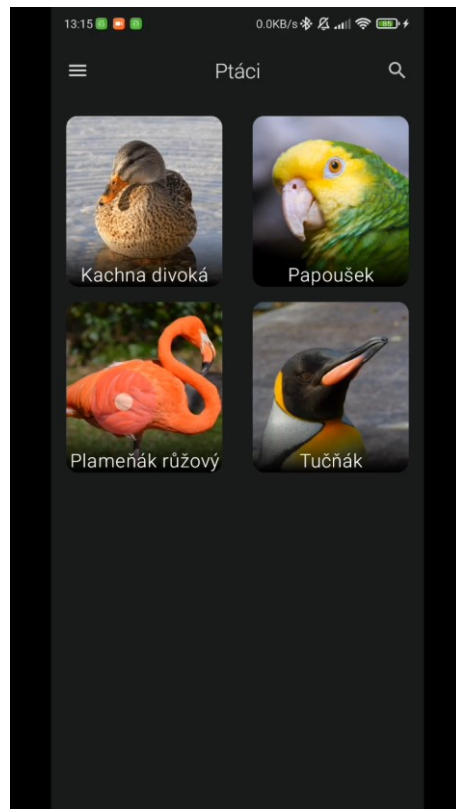 13:15 0.0KB/s 85
Ptáci
Kachna divoká Papoušek
Plameňák růžový Tučňák